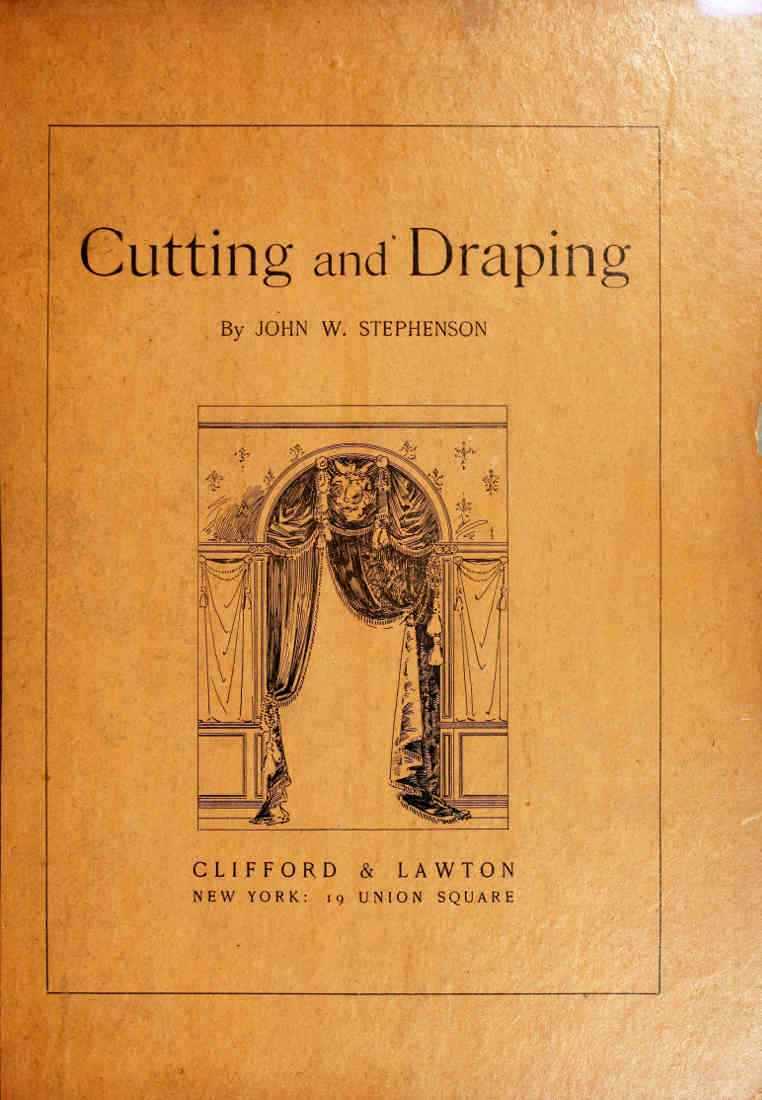 Cutting and Draping
By JOHN W. STEPHENSON
CLIFFORD & LAWTON
NEW YORK: 19 UNION SQUARE